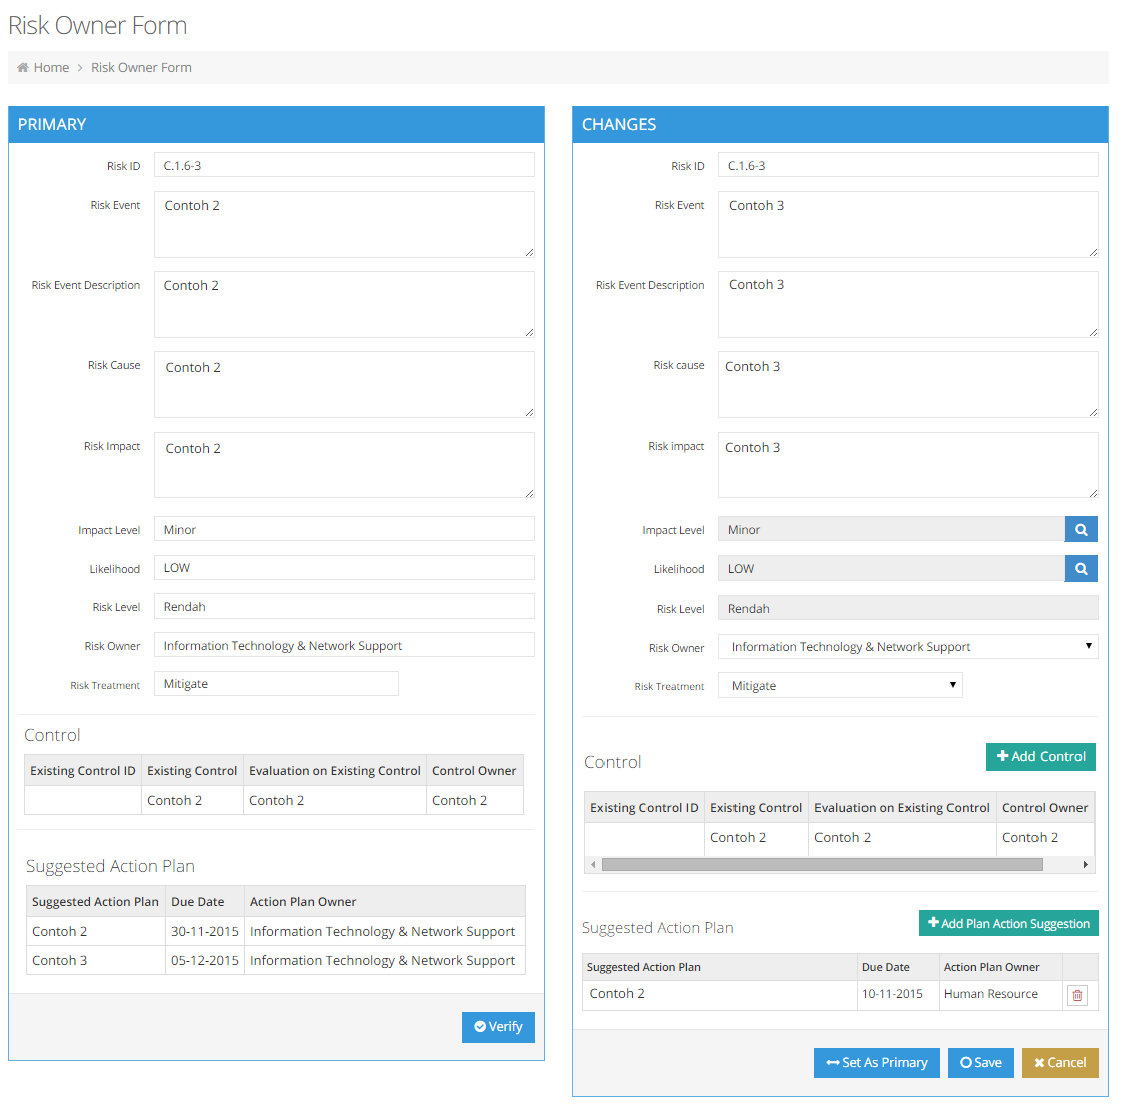 Risk Owner Form
Home > Risk Owner Form
PRIMARY
Risk ID C.1.6-3
Risk Event Contoh 2
Risk Event Description Contoh 2
Risk Cause Contoh 2
Risk Impact Contoh 2
Impact Level Minor
Likelihood LOW
Risk Level Rendah
Risk Owner Information Technology & Network Support
Risk Treatment Mitigate
Control
Existing Control ID Existing Control Evaluation on Existing Control Control Owner
Contoh 2 Contoh 2 Contoh 2
Suggested Action Plan
Suggested Action Plan Due Date Action Plan Owner
Contoh 2 30-11-2015 Information Technology & Network Support
Contoh 3 05-12-2015 Information Technology & Network Support
Verify
CHANGES
Risk ID C.1.6-3
Risk Event Contoh 3
Risk Event Description Contoh 3
Risk cause Contoh 3
Risk impact Contoh 3
Impact Level Minor
Likelihood LOW
Risk Level Rendah
Risk Owner Information Technology & Network Support
Risk Treatment Mitigate
Control Add Control
Existing Control ID Existing Control Evaluation on Existing Control Control Owner
Contoh 2 Contoh 2 Contoh 2
Suggested Action Plan Add Plan Action Suggestion
Suggested Action Plan Due Date Action Plan Owner
Contoh 2 10-11-2015 Human Resource
Set As Primary Save Cancel